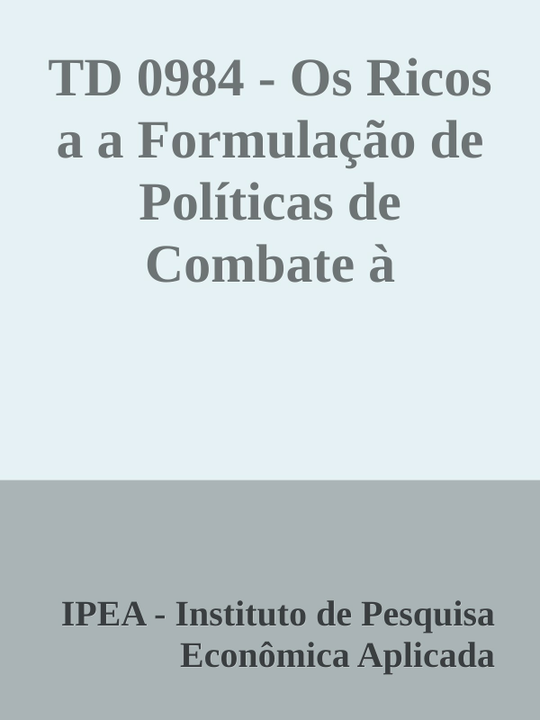 TD 0984 - Os Ricos
a a Formulação de
Políticas de
Combate à
IPEA - Instituto de Pesquisa
Econômica Aplicada